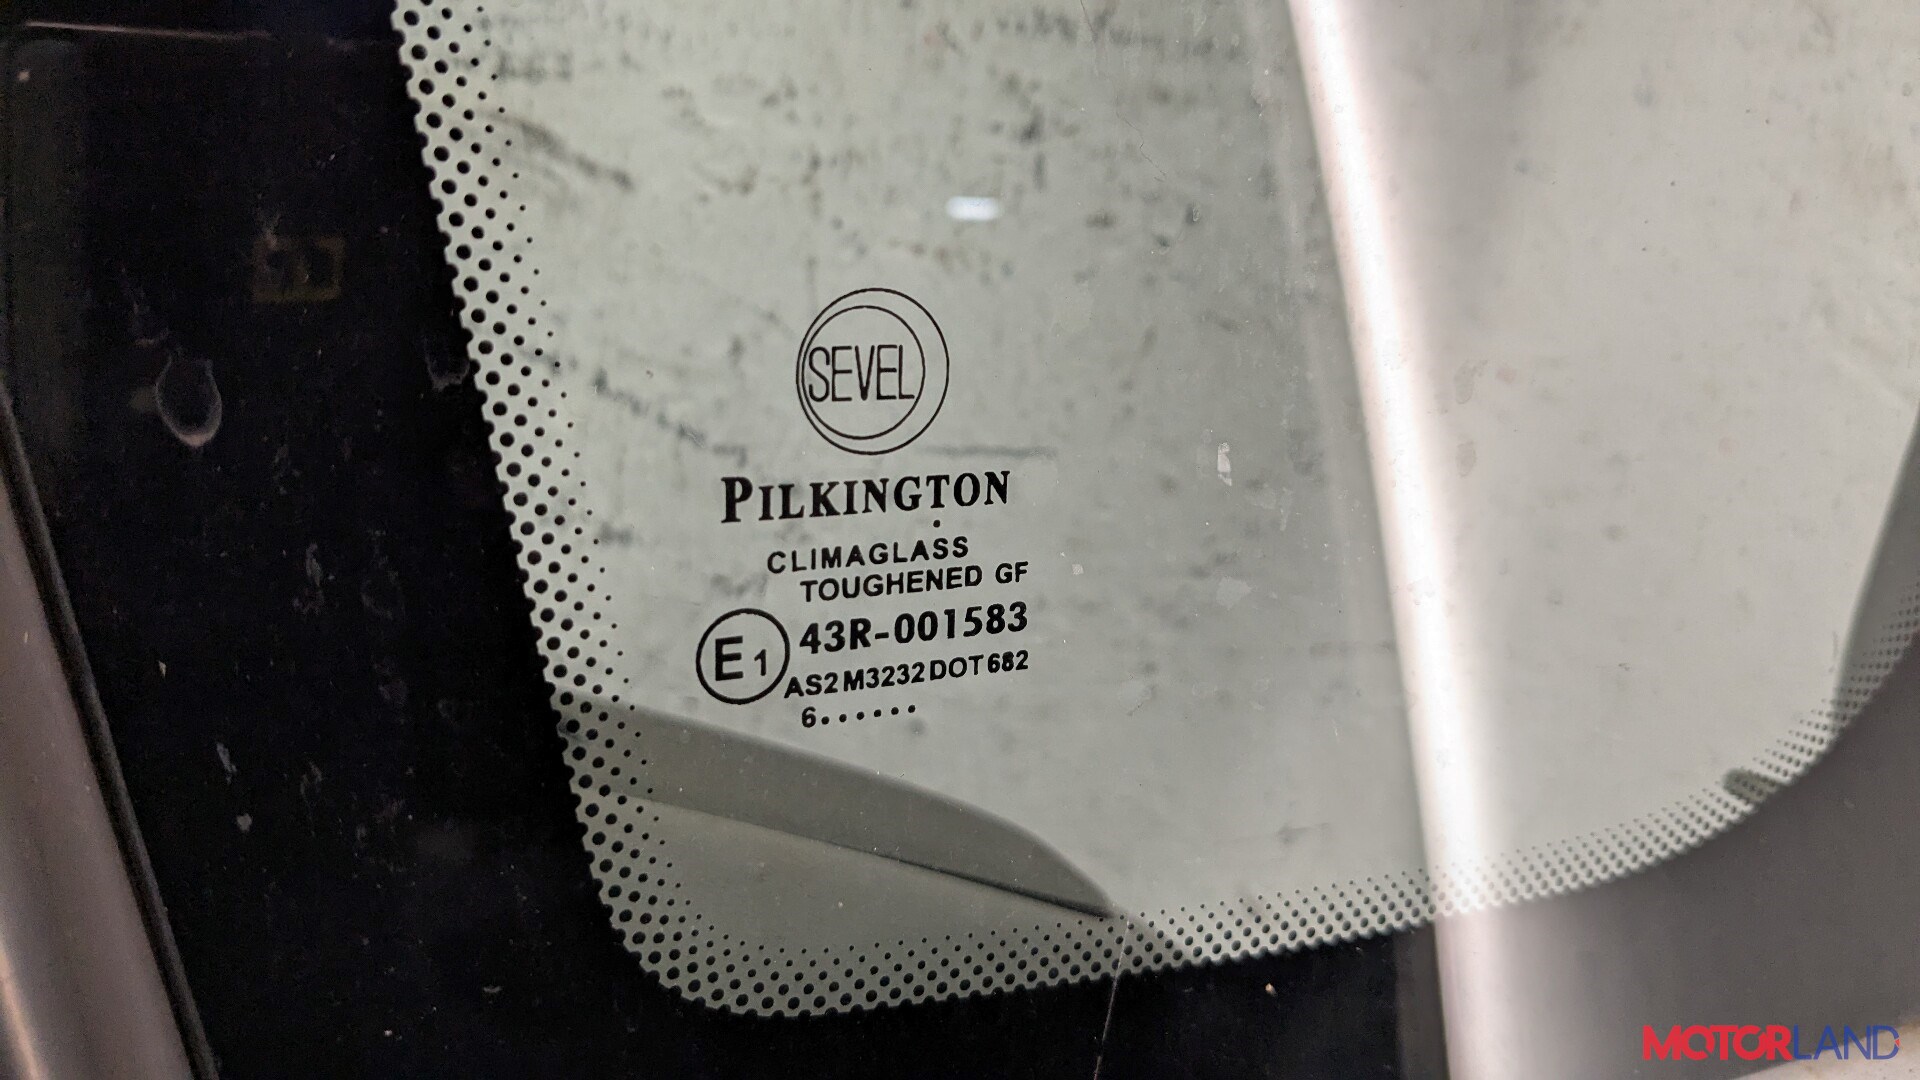 SEVEL
PILKINGTON
CLIMAGLASS
TOUGHENED GF
E1 43R-001583
AS2 M3232 DOT 682
6••••••
MOTORLAND